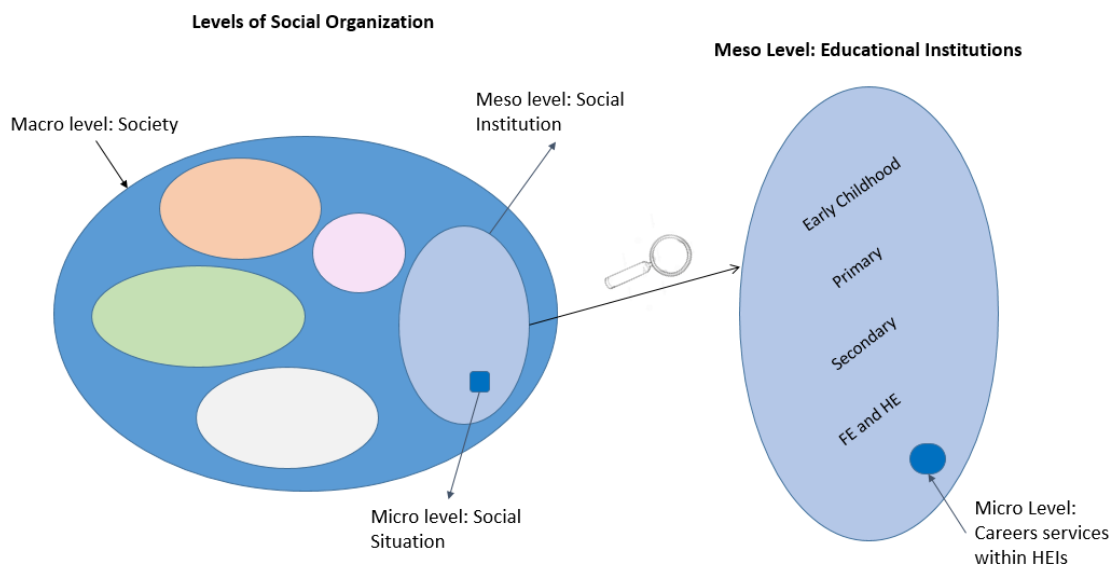 Levels of Social Organization
Meso Level: Educational Institutions
Macro level: Society
Meso level: Social
Institution
Micro level: Social
Situation
Early Childhood
Primary
Secondary
FE and HE
Micro Level:
Careers services
within HEIs